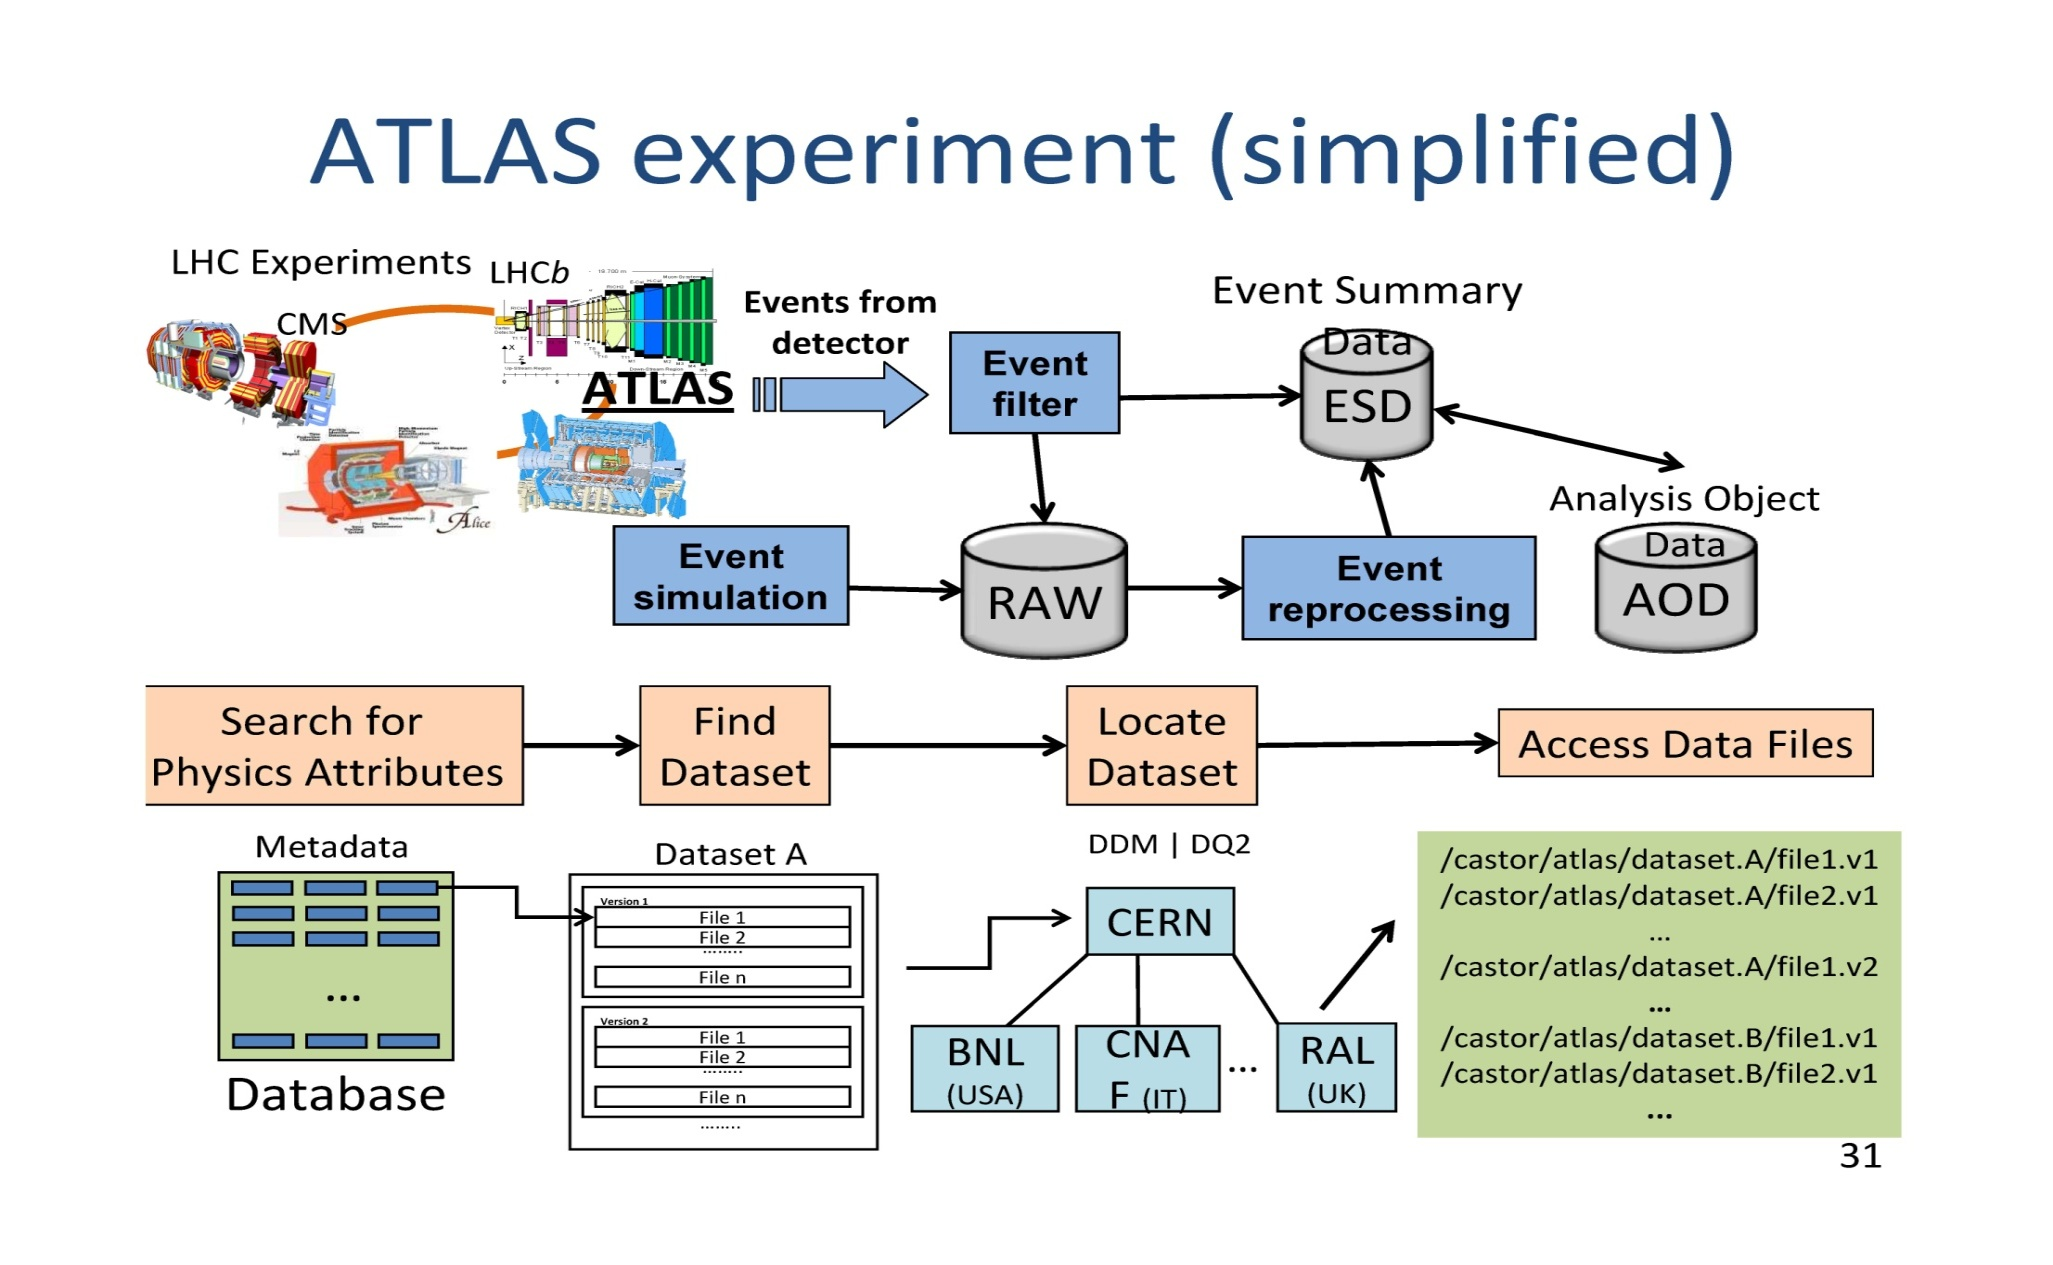 ATLAS experiment (simplified)
LHC Experiments
LHCb
CMS
18.700 m
ATLAS
Alice
Events from
detector
Event
filter
Event Summary
Data
ESD
Analysis Object
Data
AOD
Event
simulation
RAW
Event
reprocessing
Search for
Physics Attributes
Find
Dataset
Locate
Dataset
Access Data Files
Metadata
...
Database
Dataset A
Version 1
File 1
File 2
........
File n
Version 2
File 1
File 2
........
File n
........
DDM | DQ2
CERN
BNL
(USA)
CNA
F (IT)
...
RAL
(UK)
/castor/atlas/dataset.A/file1.v1
/castor/atlas/dataset.A/file2.v1
...
/castor/atlas/dataset.A/file1.v2
...
/castor/atlas/dataset.B/file1.v1
/castor/atlas/dataset.B/file2.v1
...
31